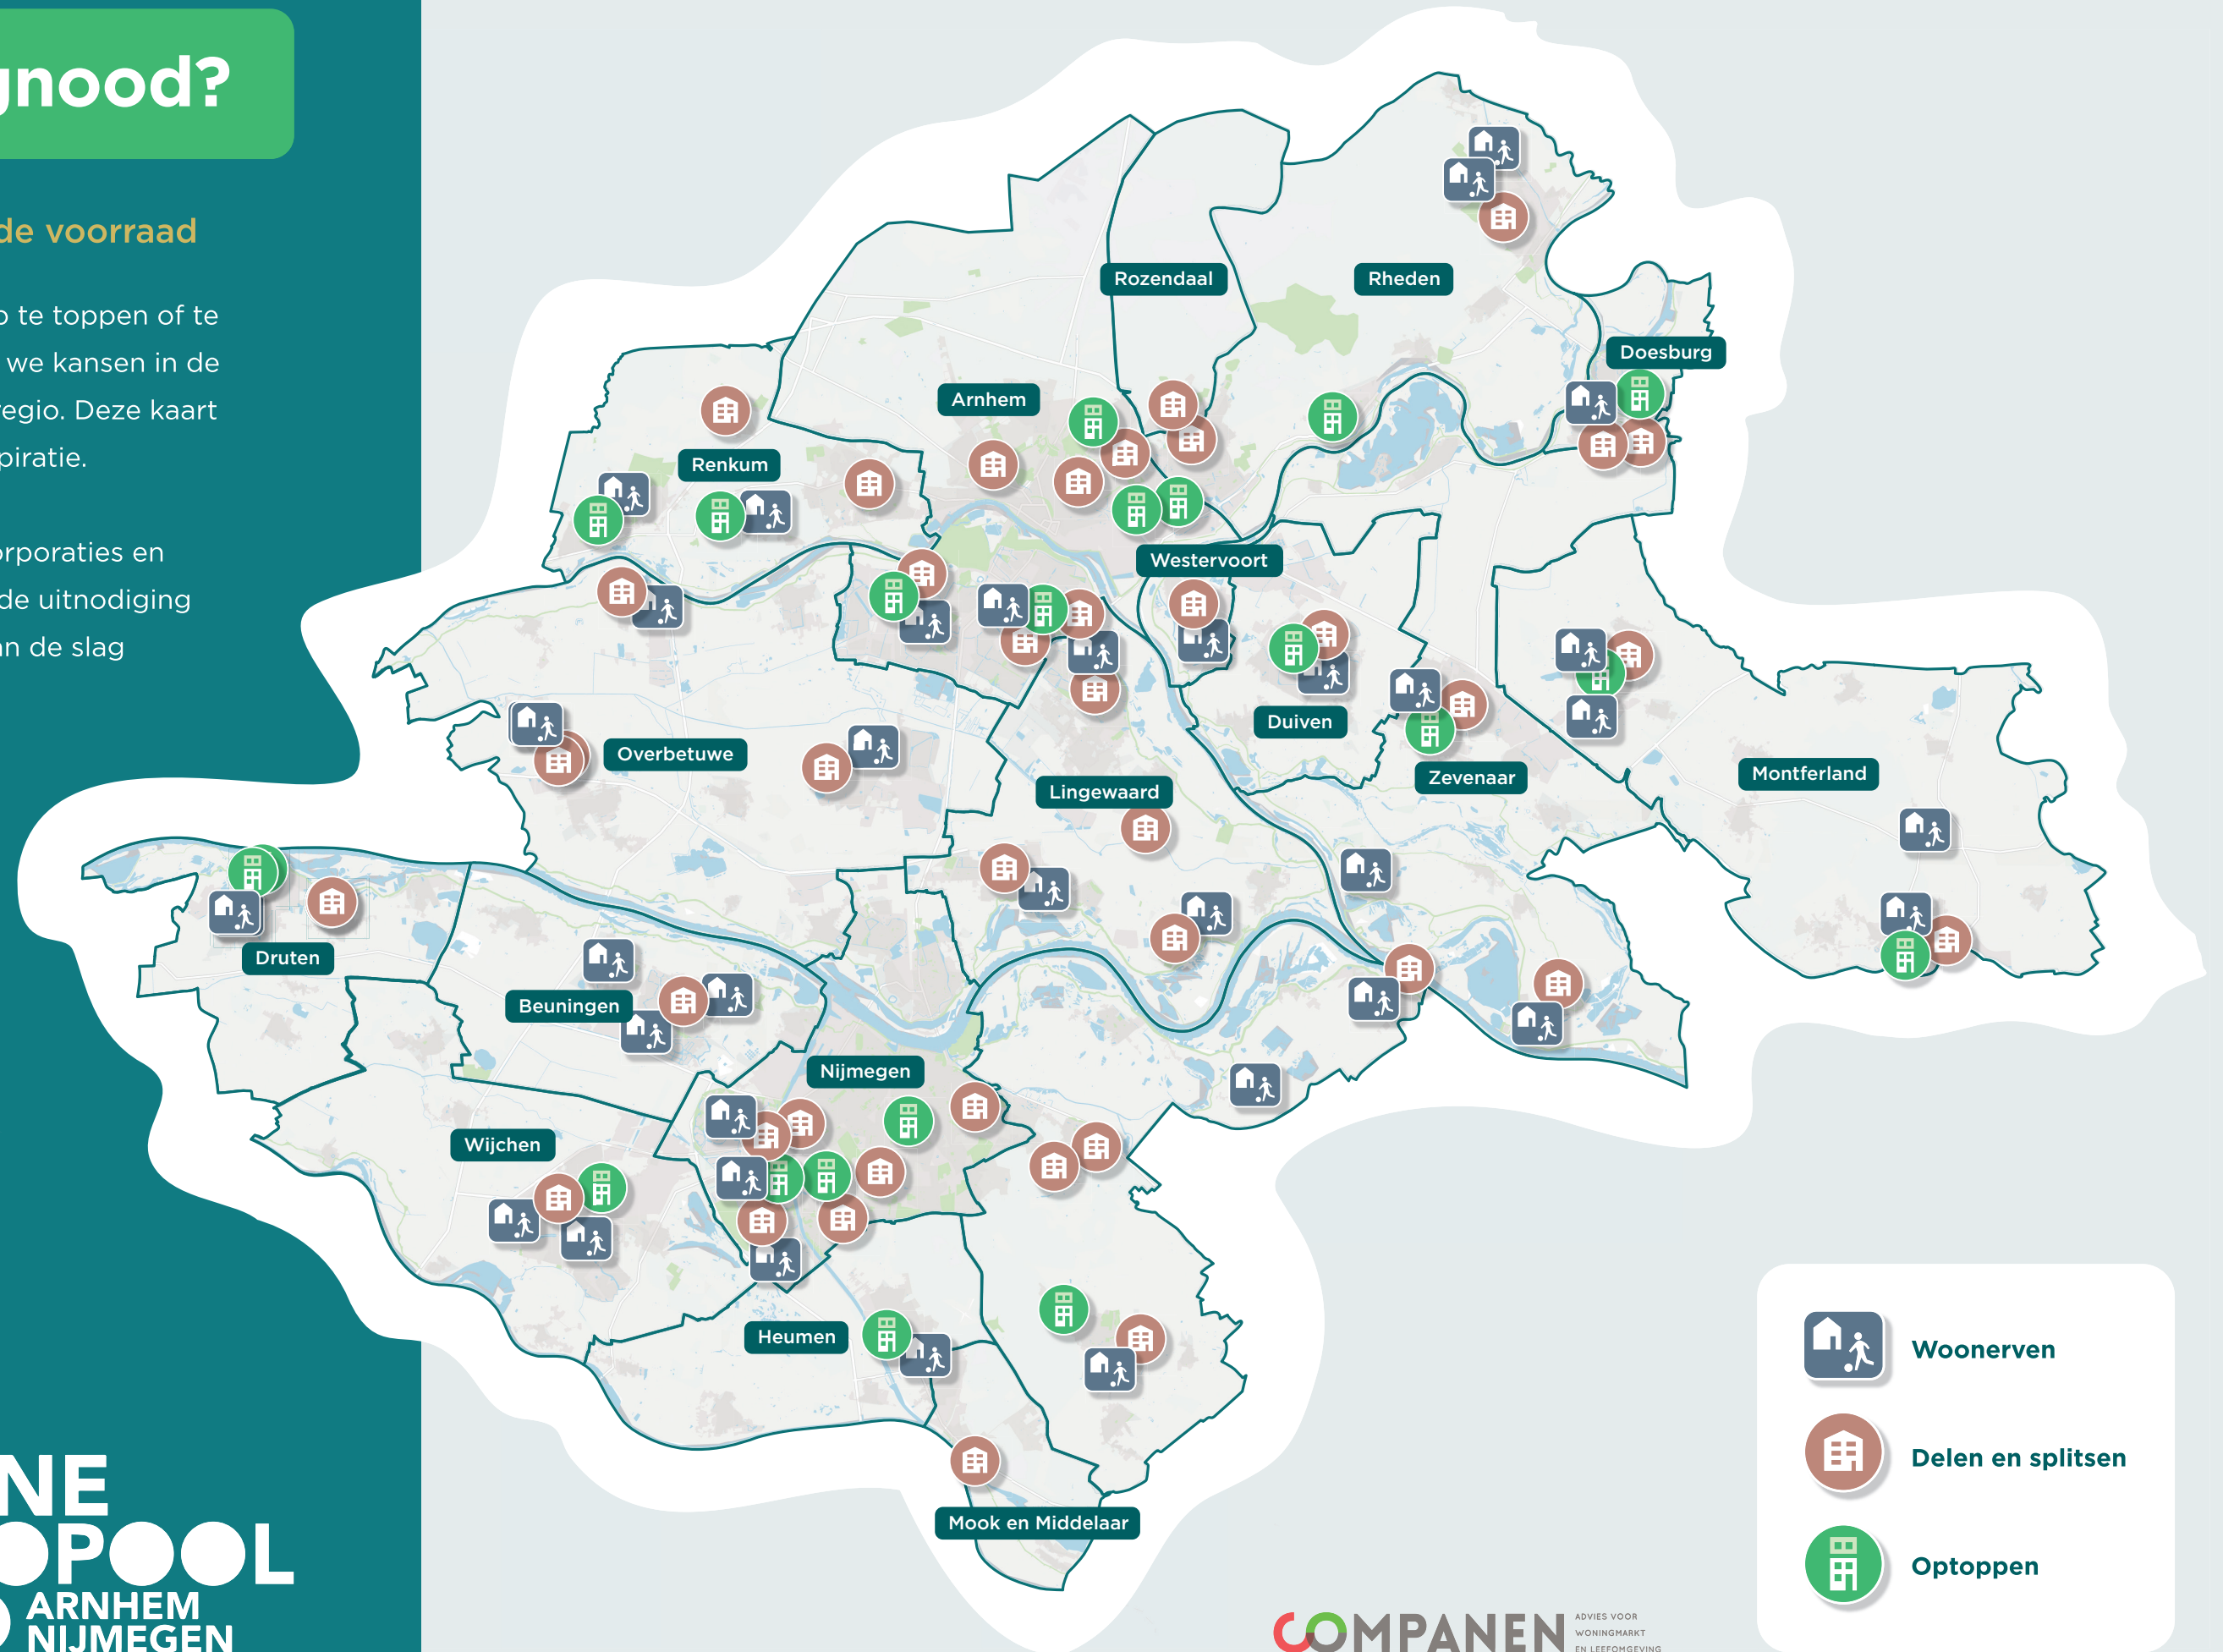 gnood?
de voorraad
o te toppen of te
we kansen in de
regio. Deze kaart
piratie.
orporaties en
de uitnodiging
an de slag
NE
OPOOL
ARNHEM
NIJMEGEN
Rozendaal
Rheden
Doesburg
Arnhem
Renkum
Westervoort
Duiven
Overbetuwe
Zevenaar
Montferland
Lingewaard
Druten
Beuningen
Nijmegen
Wijchen
Heumen
Mook en Middelaar
Woonerven
Delen en splitsen
Optoppen
COMPANEN
ADVIES VOOR
WONINGMARKT
EN LEEFOMGEVING